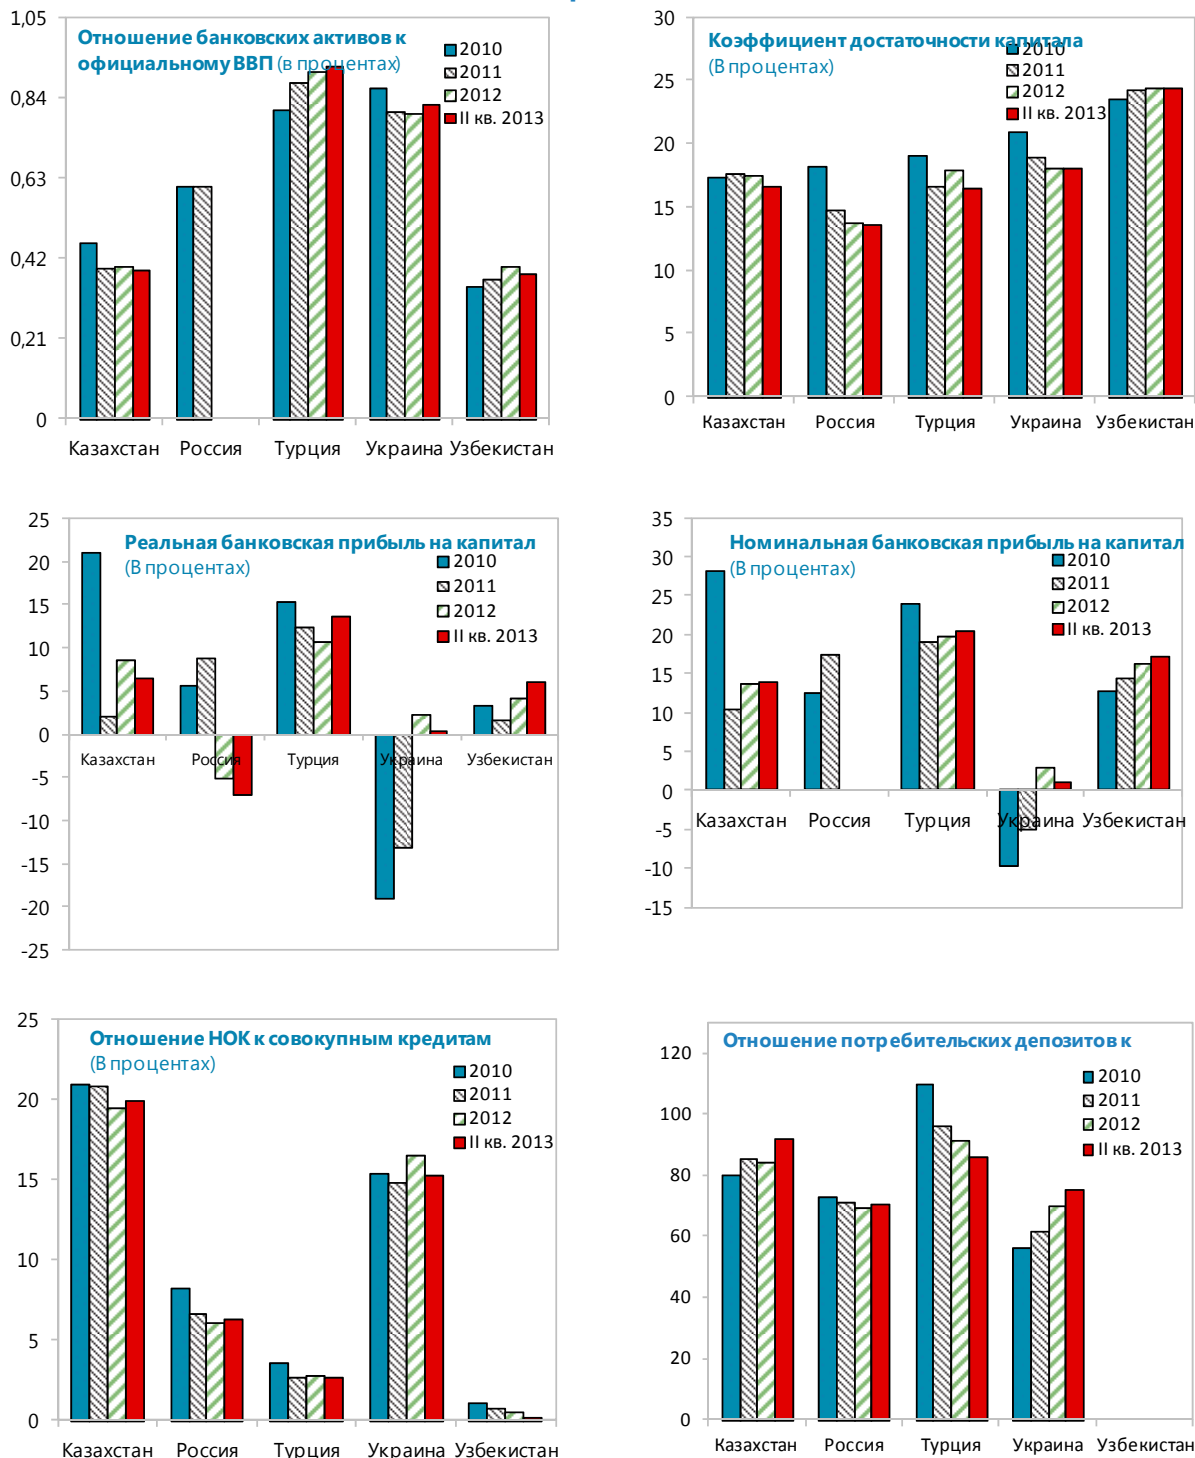 Отношение банковских активов к
официальному ВВП (в процентах)
2010
2011
2012
II кв. 2013
1,05
0,84
0,63
0,42
0,21
0
Казахстан Россия Турция Украина Узбекистан
Коэффициент достаточности капитала
(В процентах)
2010
2011
2012
II кв. 2013
30
25
20
15
10
5
0
Казахстан Россия Турция Украина Узбекистан
Реальная банковская прибыль на капитал
(В процентах)
2010
2011
2012
II кв. 2013
25
20
15
10
5
0
-5
-10
-15
-20
-25
Казахстан Россия Турция Украина Узбекистан
Номинальная банковская прибыль на капитал
(В процентах)
2010
2011
2012
II кв. 2013
35
30
25
20
15
10
5
0
-5
-10
-15
Казахстан Россия Турция Украина Узбекистан
Отношение НОК к совокупным кредитам
(В процентах)
2010
2011
2012
II кв. 2013
25
20
15
10
5
0
Казахстан Россия Турция Украина Узбекистан
Отношение потребительских депозитов к
2010
2011
2012
II кв. 2013
120
100
80
60
40
20
0
Казахстан Россия Турция Украина Узбекистан